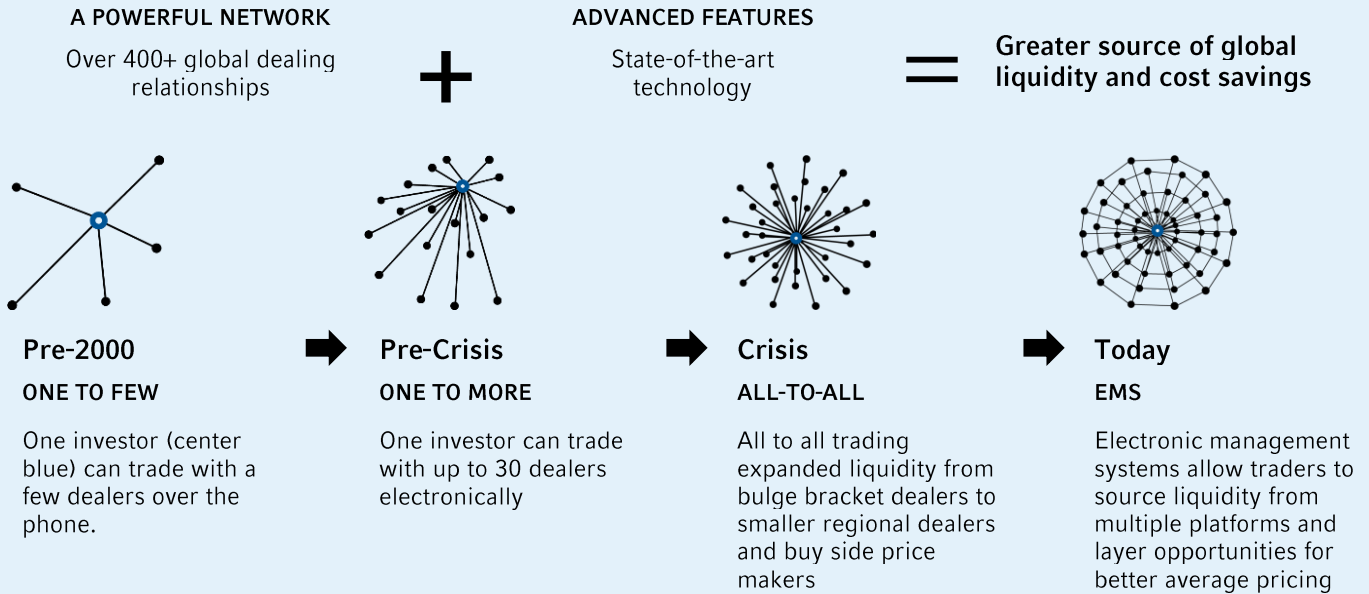 A POWERFUL NETWORK
Over 400+ global dealing
relationships
+
ADVANCED FEATURES
State-of-the-art
technology
=
Greater source of global
liquidity and cost savings
Pre-2000
ONE TO FEW
One investor (center
blue) can trade with a
few dealers over the
phone.
Pre-Crisis
ONE TO MORE
One investor can trade
with up to 30 dealers
electronically
Crisis
ALL-TO-ALL
All to all trading
expanded liquidity from
bulge bracket dealers to
smaller regional dealers
and buy side price
makers
Today
EMS
Electronic management
systems allow traders to
source liquidity from
multiple platforms and
layer opportunities for
better average pricing